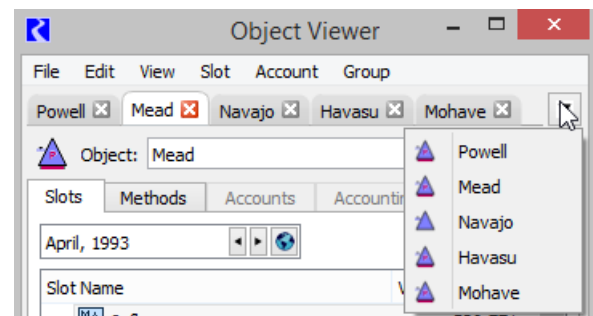 Object Viewer
File Edit View Slot Account Group
Powell Mead Navajo Havasu Mohave
Object: Mead
Slots Methods Accounts
April, 1993
Slot Name
Powell
Mead
Navajo
Havasu
Mohave